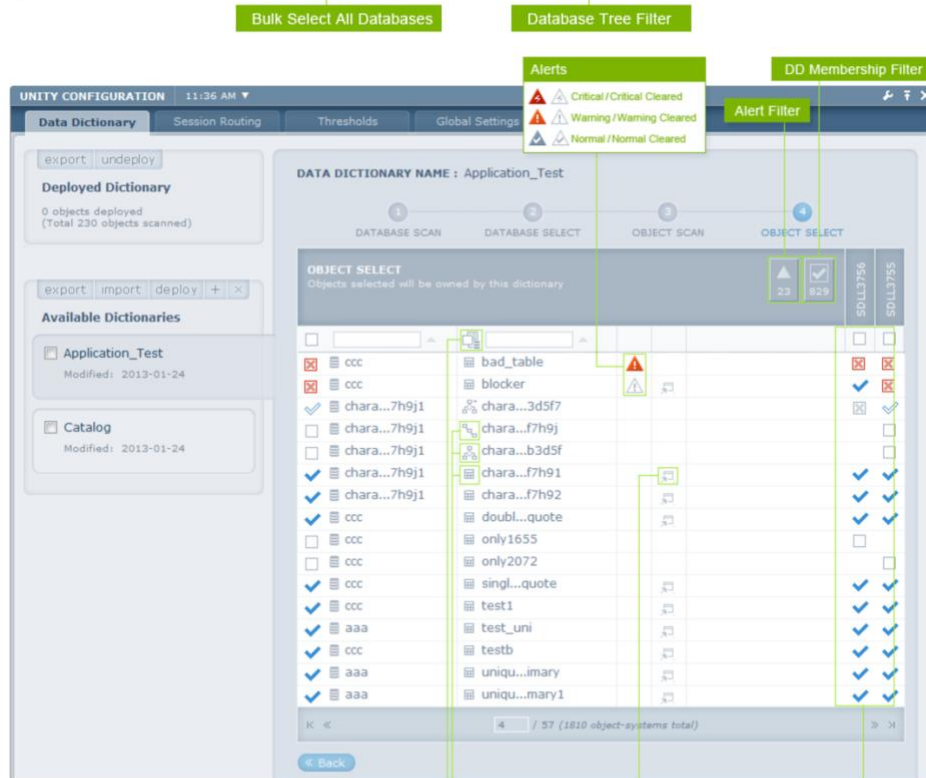 Bulk Select All Databases
Database Tree Filter
Alerts
Critical / Critical Cleared
Warning / Warning Cleared
Normal / Normal Cleared
DD Membership Filter
Alert Filter
UNITY CONFIGURATION 11:36 AM ▼
Data Dictionary
Session Routing
Thresholds
Global Settings
export undeploy
Deployed Dictionary
0 objects deployed
(Total 230 objects scanned)
export import deploy + ×
Available Dictionaries
Application_Test
Modified: 2013-01-24
Catalog
Modified: 2013-01-24
DATA DICTIONARY NAME : Application_Test
1 2 3 4
DATABASE SCAN DATABASE SELECT OBJECT SCAN OBJECT SELECT
OBJECT SELECT
Objects selected will be owned by this dictionary
23
829
SDLL3756
SDLL3755
ccc bad_table
ccc blocker
chara...7h9j1 chara...3d5f7
chara...7h9j1 chara...f7h9j
chara...7h9j1 chara...b3d5f
chara...7h9j1 chara...f7h91
chara...7h9j1 chara...f7h92
ccc doubl...quote
ccc only1655
ccc only2072
ccc singl...quote
ccc test1
aaa test_uni
ccc testb
aaa uniqu...imary
aaa uniqu...mary1
4 / 57 (1810 object-systems total)
« Back